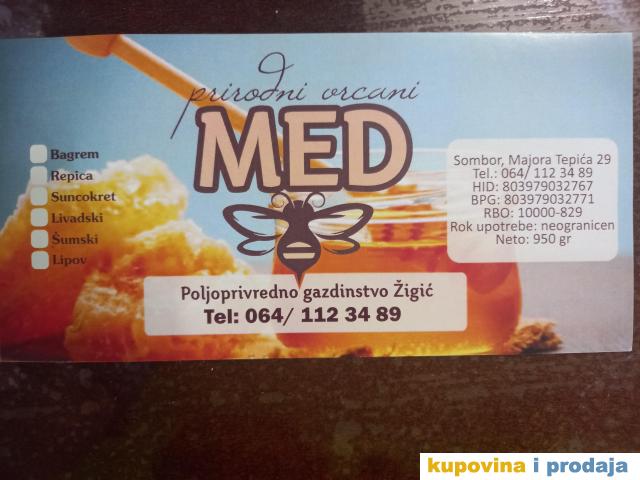 prirodni vrcani
MED
Bagrem
Repica
Suncokret
Livadski
Šumski
Lipov
Sombor, Majora Tepića 29
Tel.: 064/ 112 34 89
HID: 803979032767
BPG: 803979032771
RBO: 10000-829
Rok upotrebe: neogranicen
Neto: 950 gr
Poljoprivredno gazdinstvo Žigić
Tel: 064/ 112 34 89
kupovina i prodaja